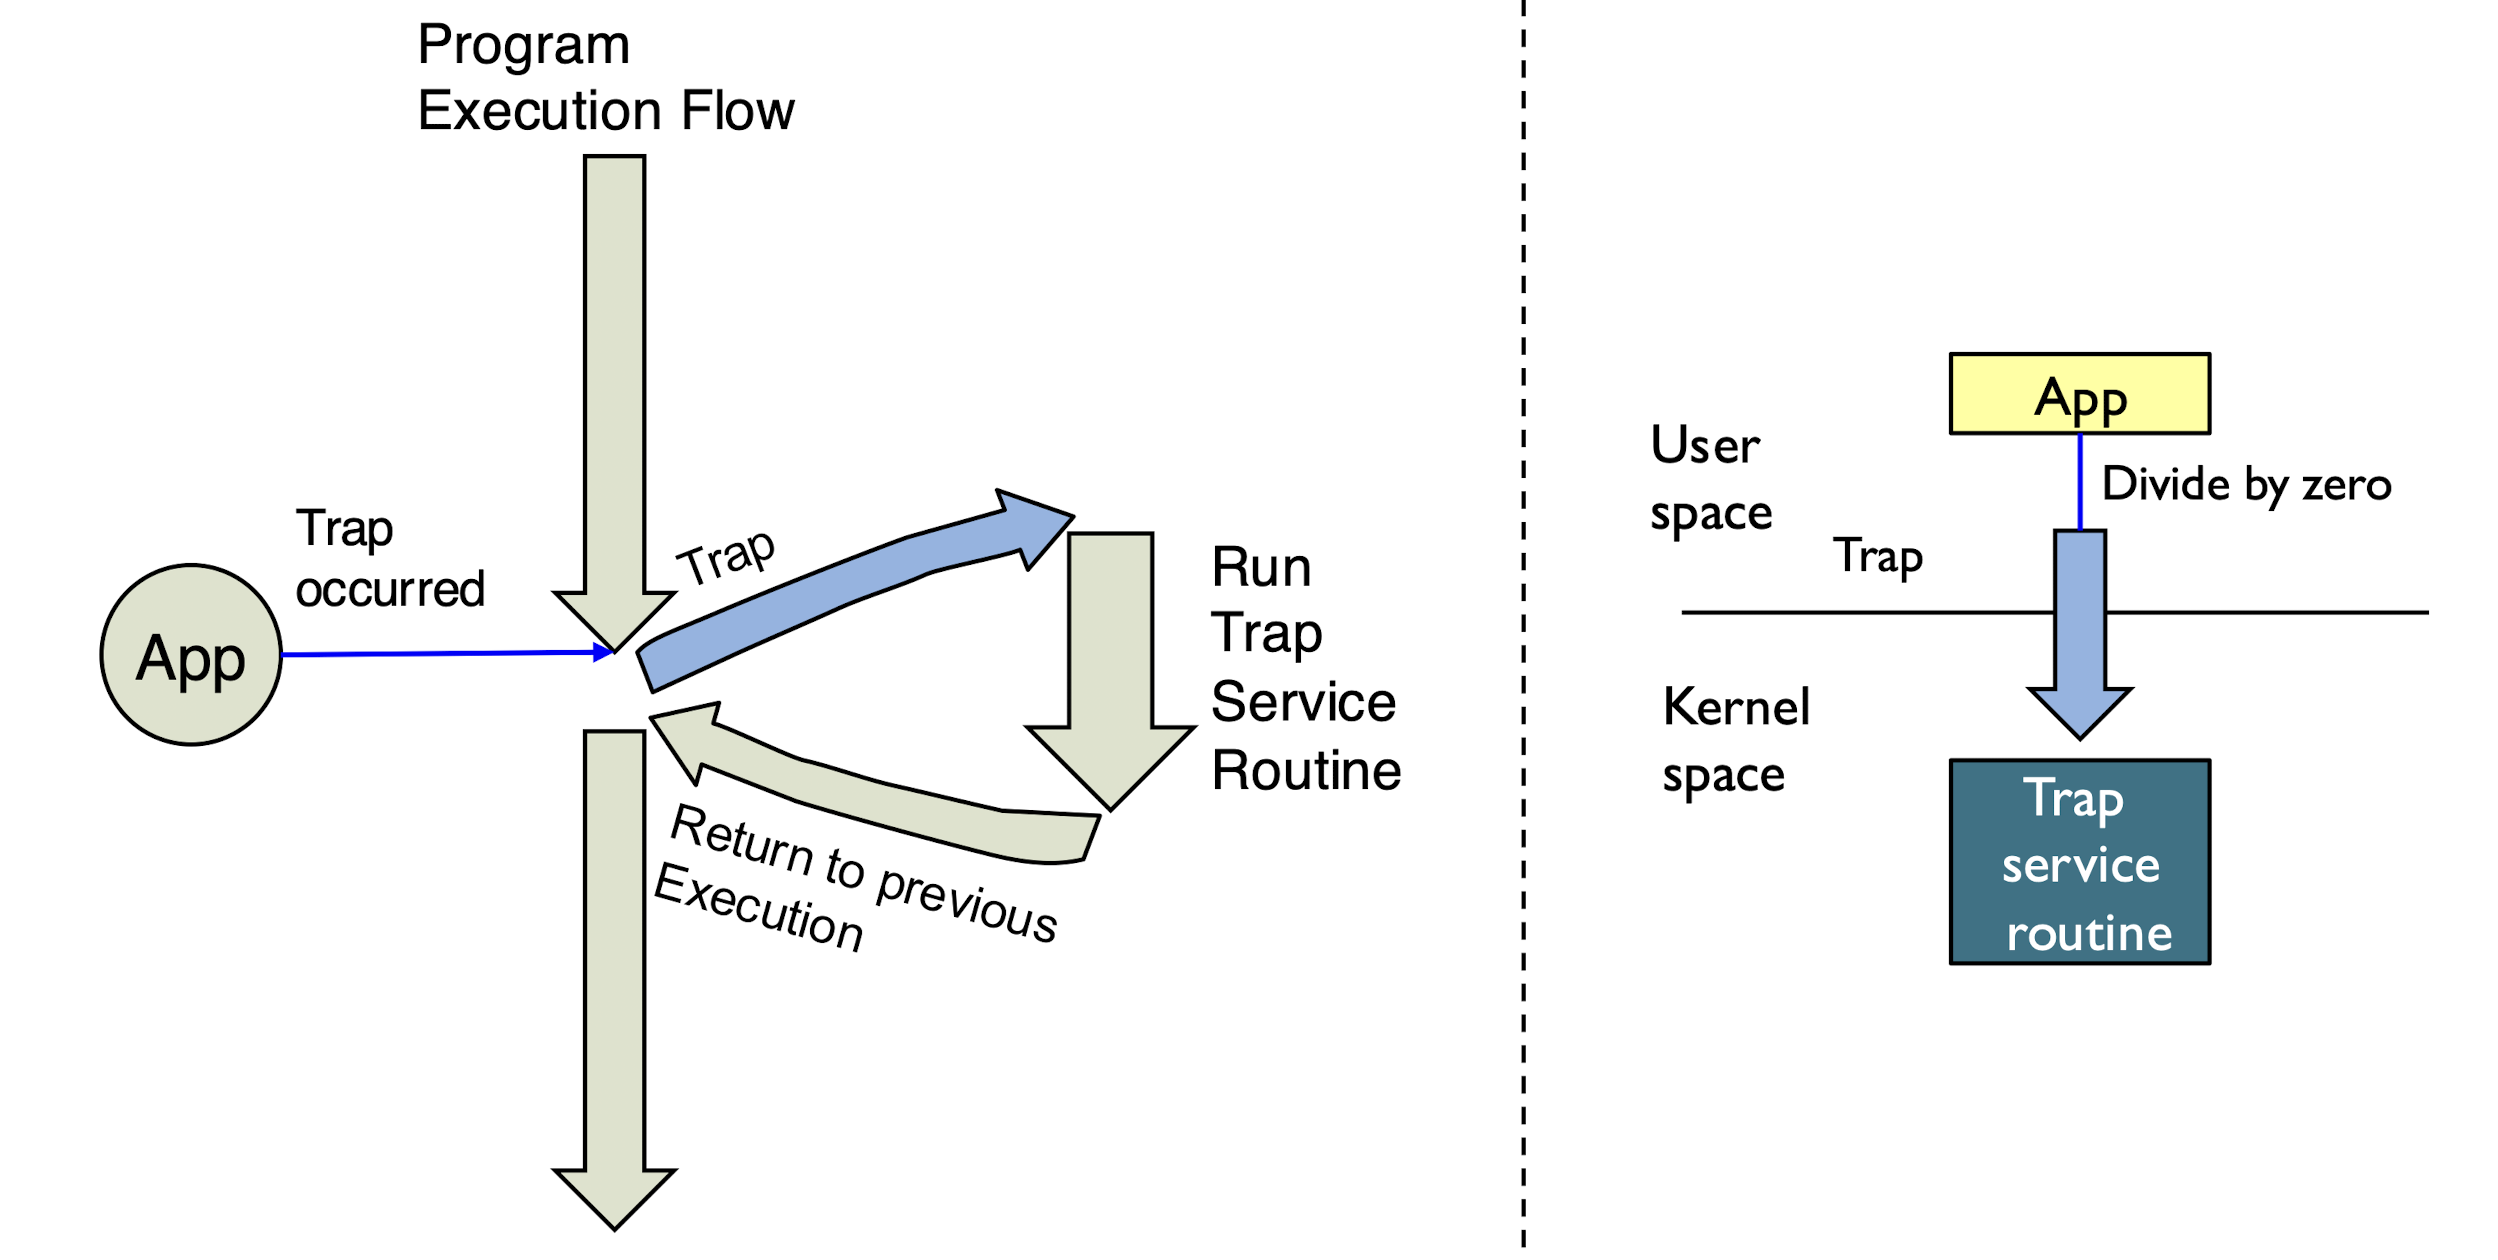 Program
Execution Flow
Trap
occurred
App
Trap
Run
Trap
Service
Routine
Return to previous
Execution
App
User
space
Divide by zero
Trap
Kernel
space
Trap
service
routine